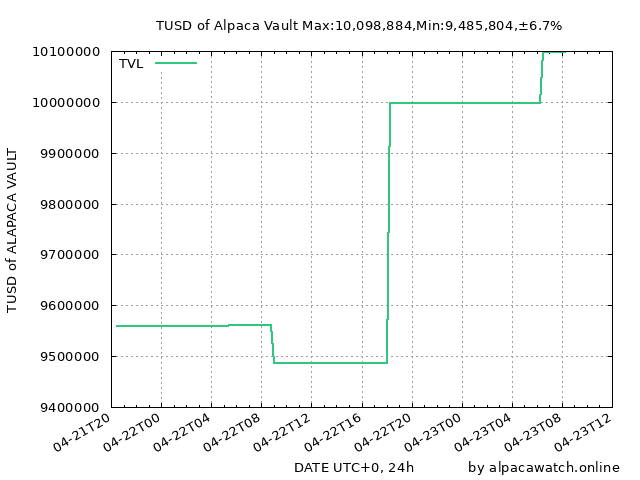 TUSD of Alpaca Vault Max:10,098,884,Min:9,485,804,±6.7%
TVL
10100000
10000000
9900000
9800000
9700000
9600000
9500000
9400000
TUSD of ALAPACA VAULT
04-21T20
04-22T00
04-22T04
04-22T08
04-22T12
04-22T16
04-22T20
04-23T00
04-23T04
04-23T08
04-23T12
DATE UTC+0, 24h
by alpacawatch.online